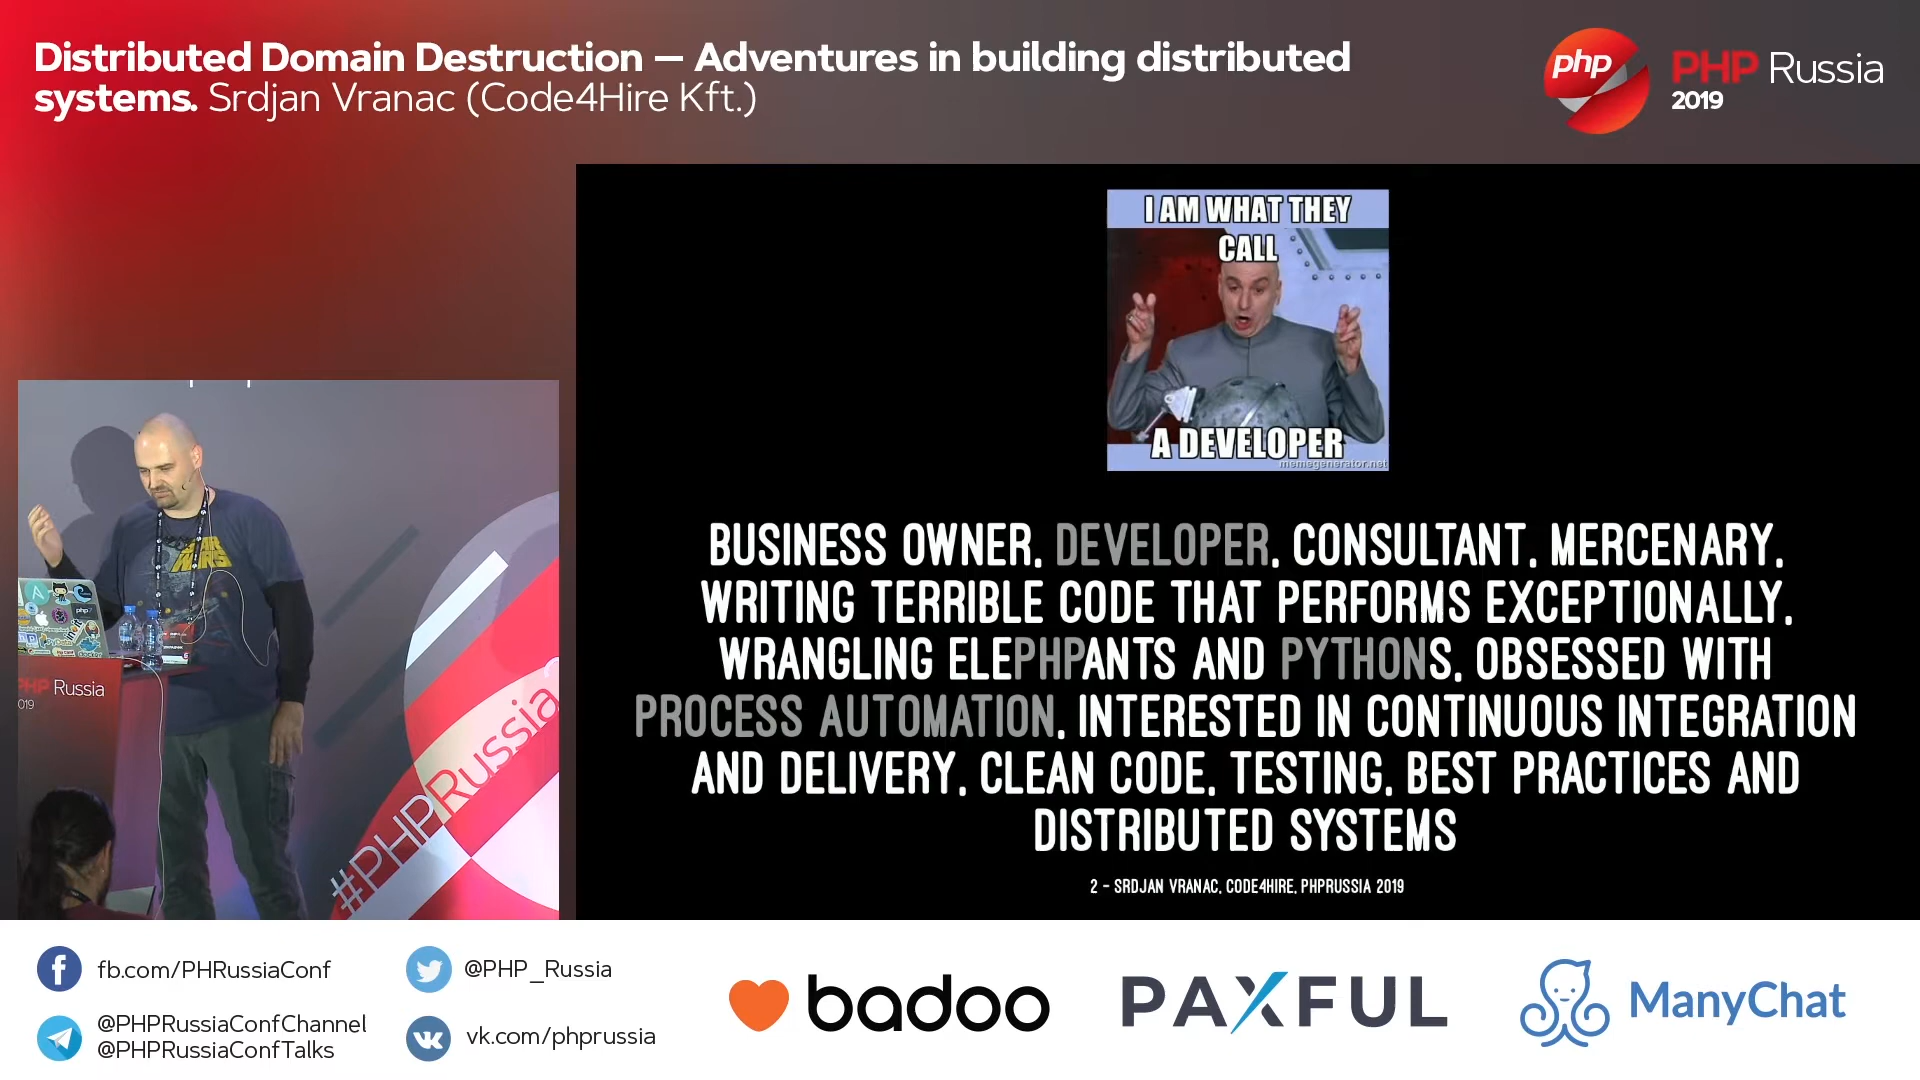 Distributed Domain Destruction — Adventures in building distributed
systems. Srdjan Vranac (Code4Hire Kft.)
php
PHP Russia
2019
I AM WHAT THEY
CALL
A DEVELOPER
memegenerator.net
BUSINESS OWNER, DEVELOPER, CONSULTANT, MERCENARY,
WRITING TERRIBLE CODE THAT PERFORMS EXCEPTIONALLY,
WRANGLING ELEPHPANTS AND PYTHONS, OBSESSED WITH
PROCESS AUTOMATION, INTERESTED IN CONTINUOUS INTEGRATION
AND DELIVERY, CLEAN CODE, TESTING, BEST PRACTICES AND
DISTRIBUTED SYSTEMS
2 - SRDJAN VRANAC, CODE4HIRE, PHPRUSSIA 2019
STAR
WARS
PHP Russia
019
#PHPRussia
fb.com/PHRussiaConf
@PHP_Russia
@PHPRussiaConfChannel
@PHPRussiaConfTalks
vk.com/phprussia
badoo
PAXFUL
ManyChat